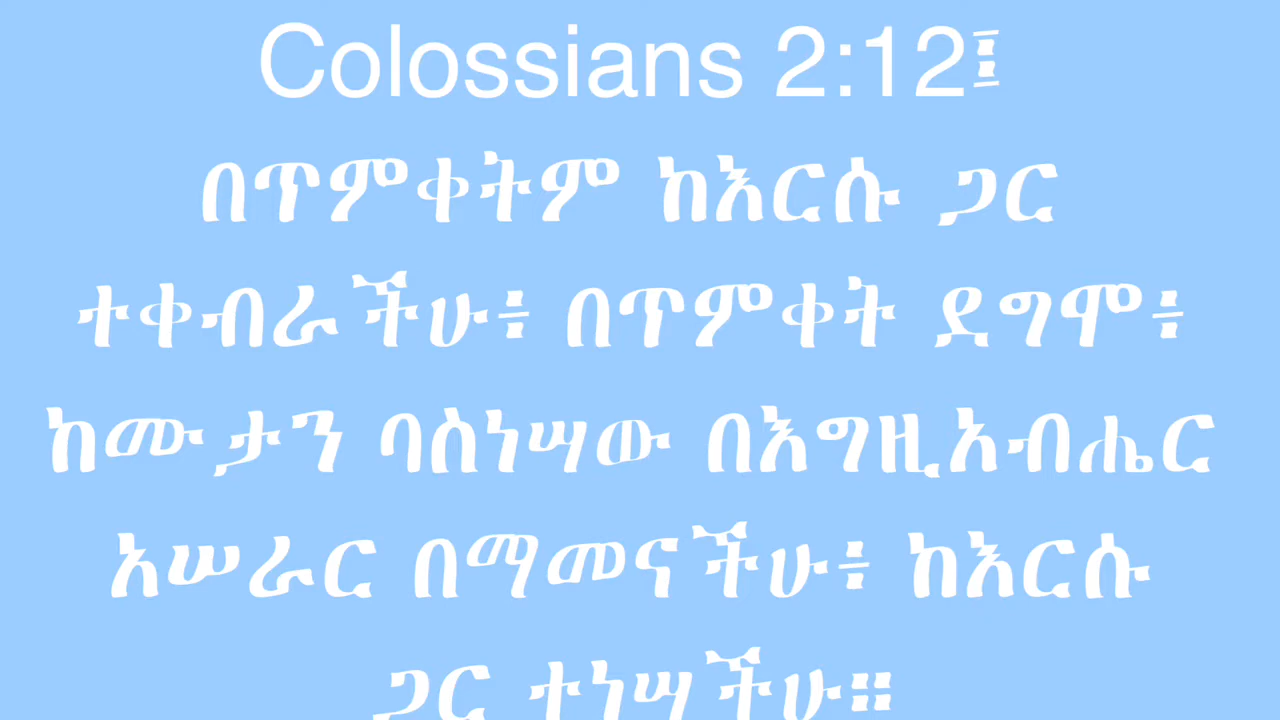 Colossians 2:12፤
በጥምቀትም ከእርሱ ጋር
ተቀብራችሁ፥ በጥምቀት ደግሞ፥
ከሙታን ባስነሣው በእግዚአብሔር
አሠራር በማመናችሁ፥ ከእርሱ
ጋር ተነሣችሁ።